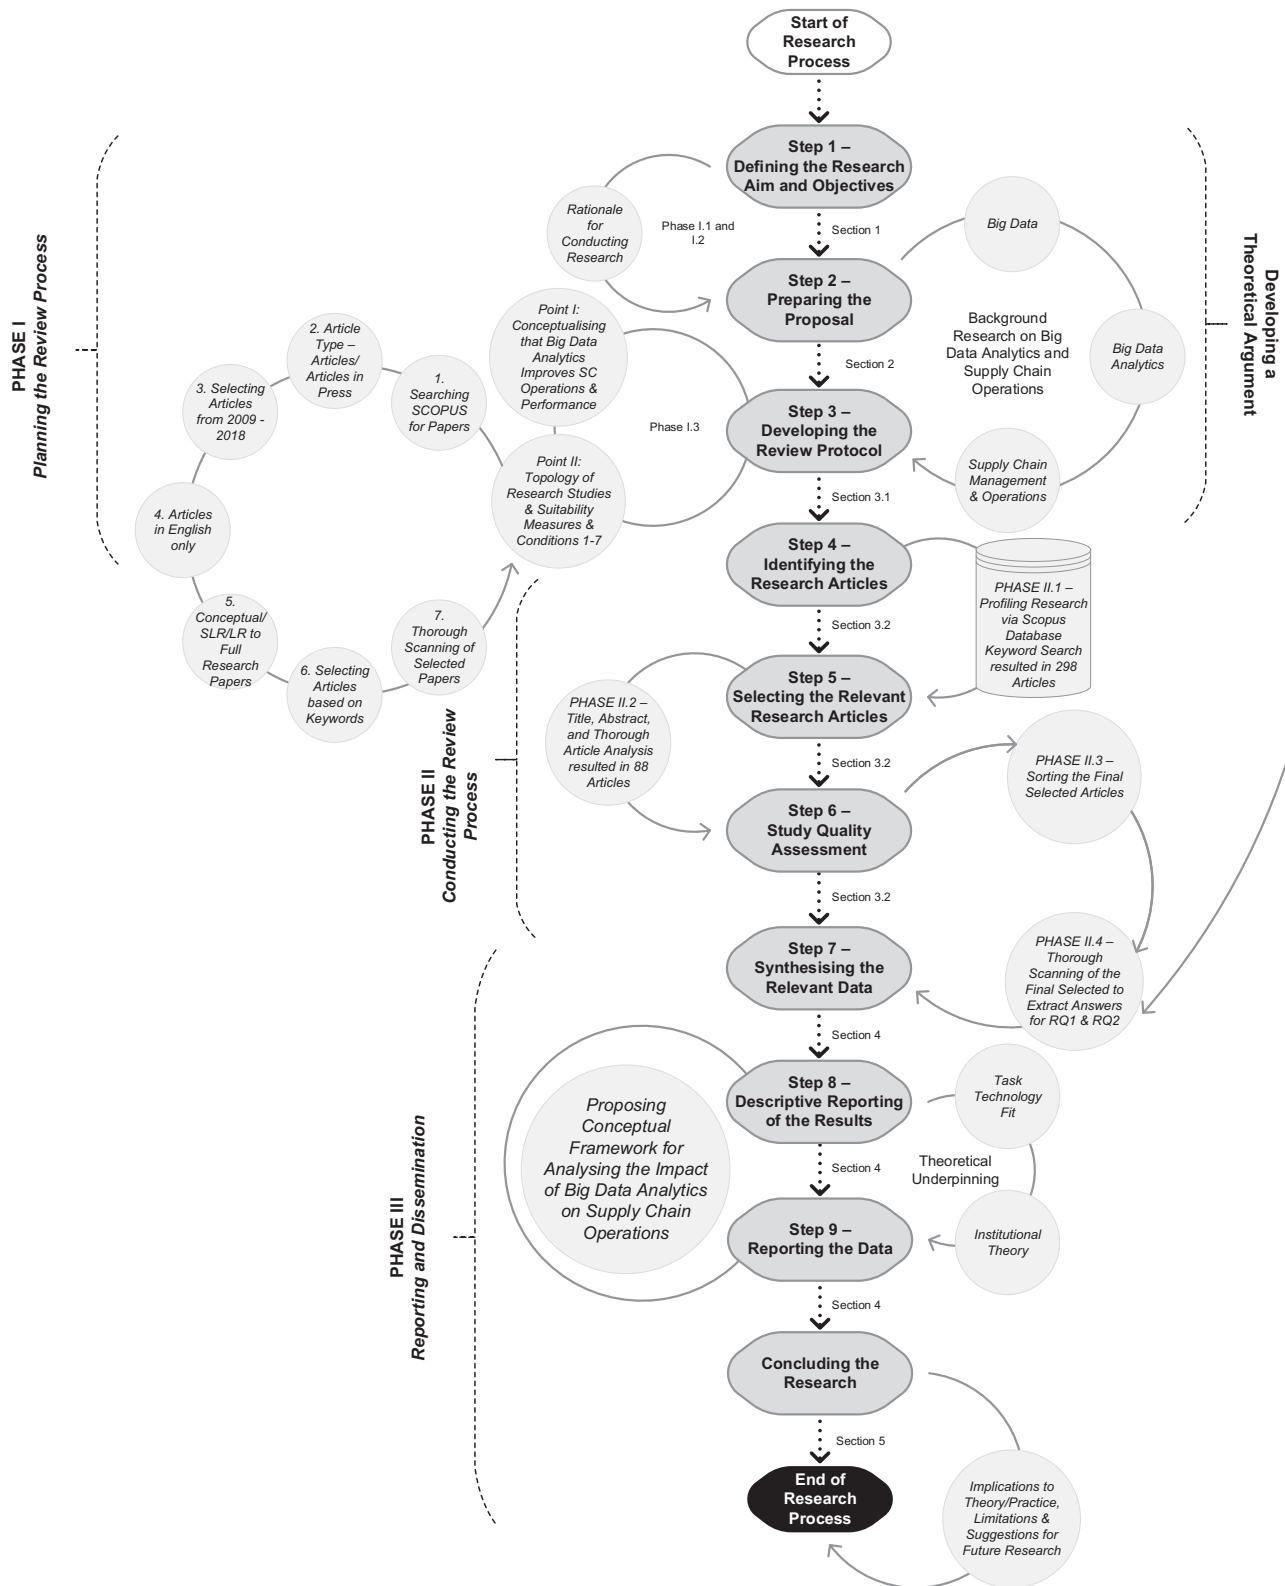 Start of
Research
Process
Step 1 –
Defining the Research
Aim and Objectives
Rationale
for
Conducting
Research
Phase I.1 and
I.2
Section 1
Step 2 –
Preparing the
Proposal
Big Data
Big Data
Analytics
Supply Chain
Management
& Operations
Background
Research on Big
Data Analytics and
Supply Chain
Operations
Developing a
Theoretical Argument
PHASE I
Planning the Review Process
Section 2
Point I:
Conceptualising
that Big Data
Analytics
Improves SC
Operations &
Performance
Phase I.3
Point II:
Topology of
Research Studies
& Suitability
Measures &
Conditions 1-7
1.
Searching
SCOPUS
for Papers
2. Article
Type –
Articles/
Articles in
Press
3. Selecting
Articles
from 2009 -
2018
4. Articles
in English
only
5.
Conceptual/
SLR/LR to
Full
Research
Papers
6. Selecting
Articles
based on
Keywords
7.
Thorough
Scanning of
Selected
Papers
Step 3 –
Developing the
Review Protocol
Section 3.1
Step 4 –
Identifying the
Research Articles
PHASE II.1 –
Profiling Research
via Scopus
Database
Keyword Search
resulted in 298
Articles
Section 3.2
Step 5 –
Selecting the Relevant
Research Articles
PHASE II.2 –
Title, Abstract,
and Thorough
Article Analysis
resulted in 88
Articles
PHASE II
Conducting the Review
Process
Section 3.2
Step 6 –
Study Quality
Assessment
PHASE II.3 –
Sorting the Final
Selected Articles
Section 3.2
PHASE II.4 –
Thorough
Scanning of the
Final Selected to
Extract Answers
for RQ1 & RQ2
Step 7 –
Synthesising the
Relevant Data
Section 4
Step 8 –
Descriptive Reporting
of the Results
Task
Technology
Fit
Theoretical
Underpinning
Institutional
Theory
Proposing
Conceptual
Framework for
Analysing the Impact
of Big Data Analytics
on Supply Chain
Operations
PHASE III
Reporting and Dissemination
Section 4
Step 9 –
Reporting the Data
Section 4
Concluding the
Research
Section 5
Implications to
Theory/Practice,
Limitations &
Suggestions for
Future Research
End of
Research
Process